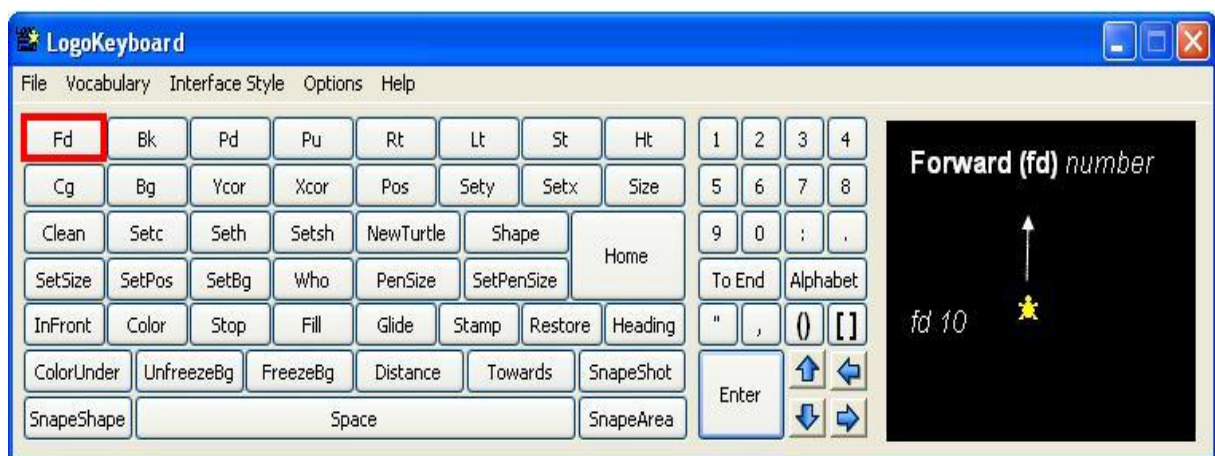 LogoKeyboard
File Vocabulary Interface Style Options Help
Fd Bk Pd Pu Rt Lt St Ht 1 2 3 4
Cg Bg Ycor Xcor Pos Sety Setx Size 5 6 7 8
Clean Setc Seth Setsh NewTurtle Shape Home 9 0 : .
SetSize SetPos SetBg Who PenSize SetPenSize To End Alphabet
InFront Color Stop Fill Glide Stamp Restore Heading " , () []
ColorUnder UnfreezeBg FreezeBg Distance Towards SnapeShot Enter
SnapeShape Space SnapeArea
Forward (fd) number
fd 10